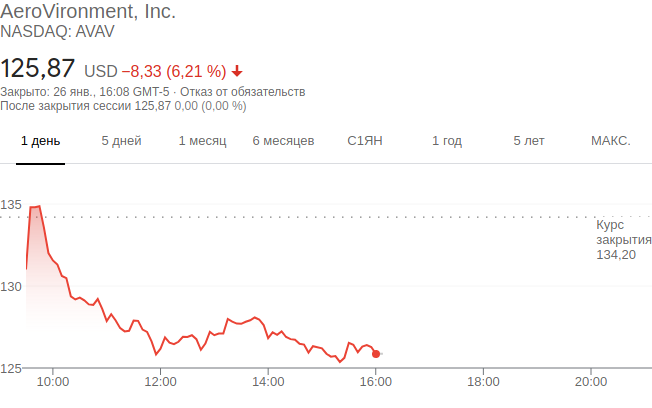 AeroVironment, Inc.
NASDAQ: AVAV
125,87 USD −8,33 (6,21 %)
Закрыто: 26 янв., 16:08 GMT-5 · Отказ от обязательств
После закрытия сессии 125,87 0,00 (0,00 %)
1 день 5 дней 1 месяц 6 месяцев С1ЯН 1 год 5 лет МАКС.
135
Курс
закрытия
134,20
130
125
10:00 12:00 14:00 16:00 18:00 20:00